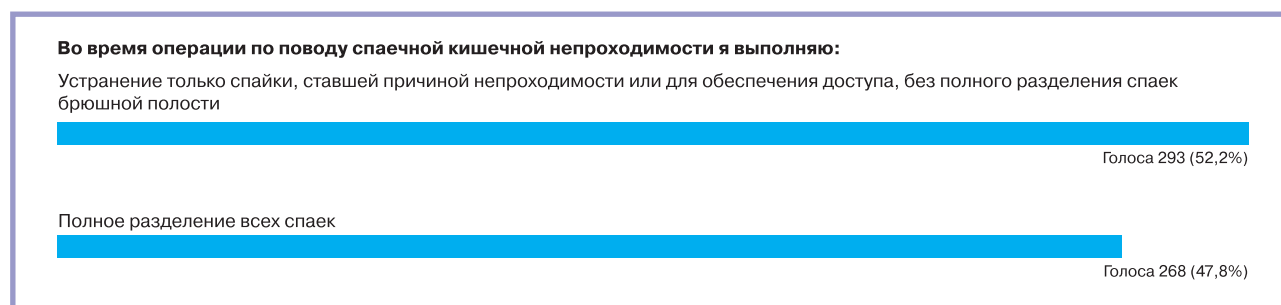 Во время операции по поводу спаечной кишечной непроходимости я выполняю:
Устранение только спайки, ставшей причиной непроходимости или для обеспечения доступа, без полного разделения спаек
брюшной полости
Голоса 293 (52,2%)
Полное разделение всех спаек
Голоса 268 (47,8%)